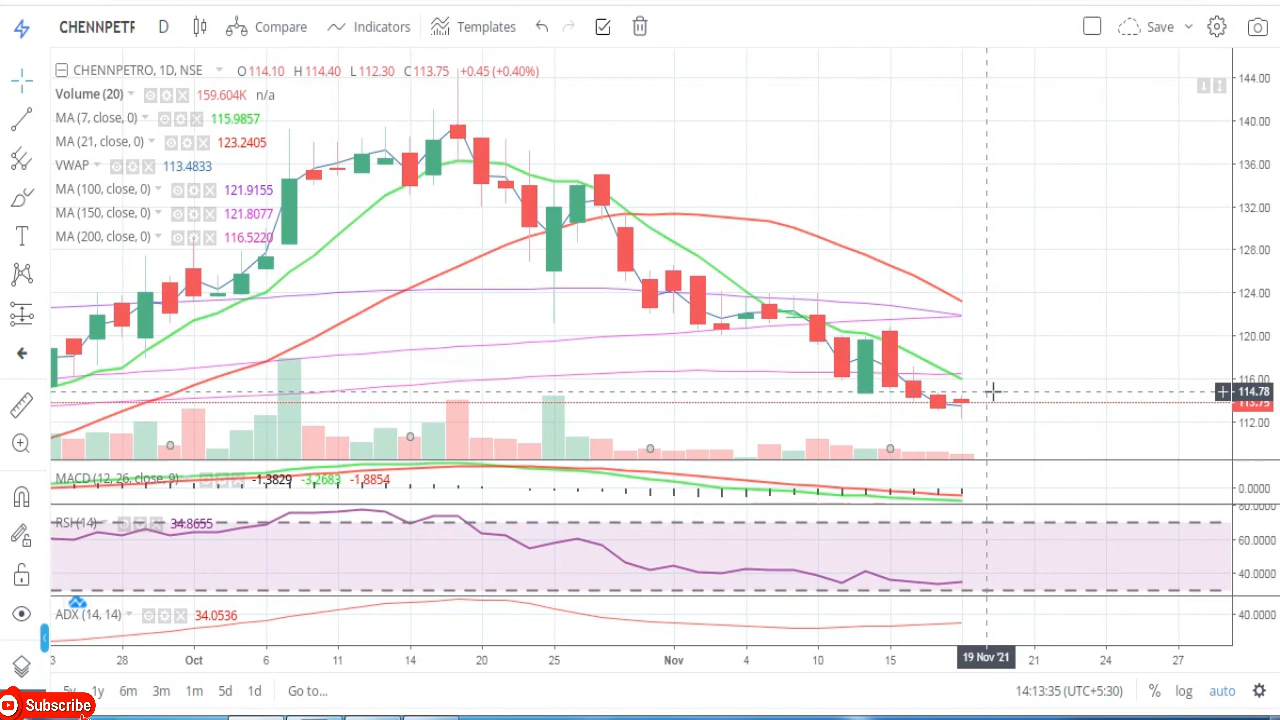 CHENNPETR D Compare Indicators Templates Save
CHENNPETRO, 1D, NSE O 114.10 H 114.40 L 112.30 C 113.75 +0.45 (+0.40%)
Volume (20) 159.604K n/a
MA (7, close, 0) 115.9857
MA (21, close, 0) 123.2405
VWAP 113.4833
MA (100, close, 0) 121.9155
MA (150, close, 0) 121.8077
MA (200, close, 0) 116.5220
144.00
140.00
136.00
132.00
128.00
124.00
120.00
116.00
114.78
113.75
112.00
MACD (12, 26, close, 9) -1.3829 -3.2683 -1.8854
0.0000
RSI (14) 34.8655
80.0000
60.0000
40.0000
ADX (14, 14) 34.0536
40.0000
3 28 Oct 6 11 14 20 25 Nov 4 10 15 19 Nov '21 21 24 27
5y 1y 6m 3m 1m 5d 1d Go to... 14:13:35 (UTC+5:30) % log auto
Subscribe